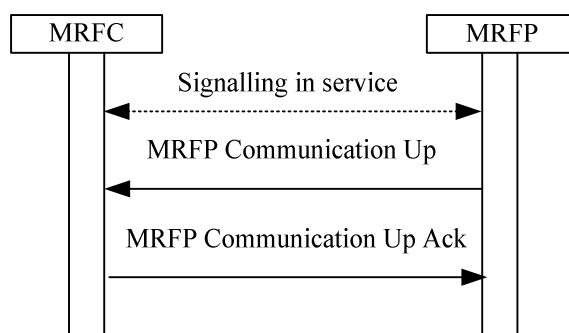 MRFC
MRFP
Signalling in service
MRFP Communication Up
MRFP Communication Up Ack